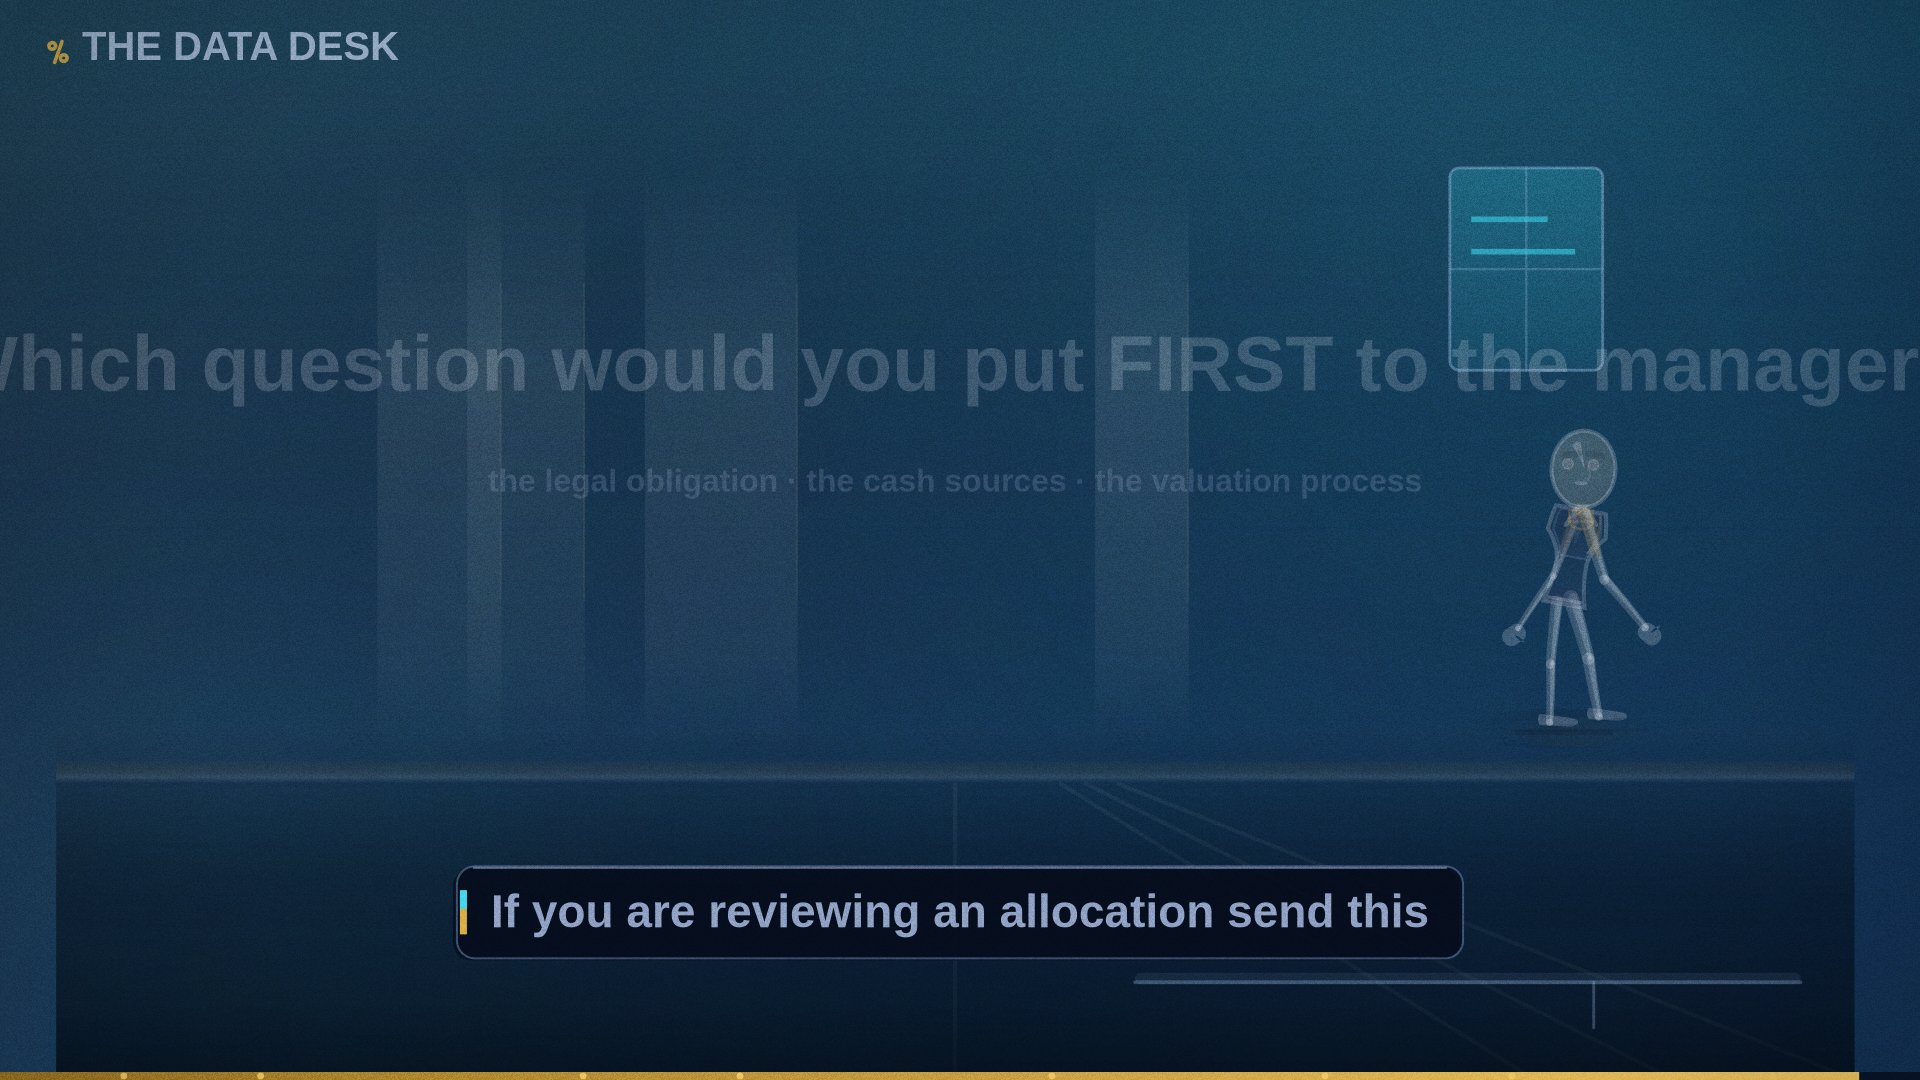 % THE DATA DESK
Which question would you put FIRST to the manager
the legal obligation · the cash sources · the valuation process
If you are reviewing an allocation send this